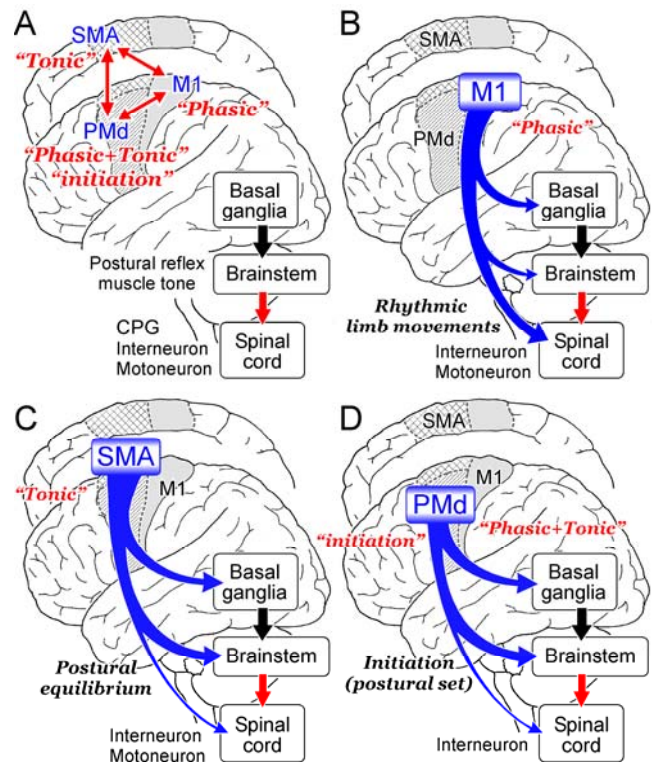 A
SMA
"Tonic"
M1
"Phasic"
PMd
"Phasic+Tonic"
"initiation"
Basal
ganglia
Postural reflex
muscle tone
Brainstem
CPG
Interneuron
Motoneuron
Spinal
cord
B
SMA
M1
PMd
"Phasic"
Basal
ganglia
Brainstem
Rhythmic
limb movements
Interneuron
Motoneuron
Spinal
cord
C
SMA
"Tonic"
M1
Basal
ganglia
Brainstem
Postural
equilibrium
Interneuron
Motoneuron
Spinal
cord
D
SMA
M1
PMd
"initiation"
"Phasic+Tonic"
Basal
ganglia
Brainstem
Initiation
(postural set)
Interneuron
Spinal
cord